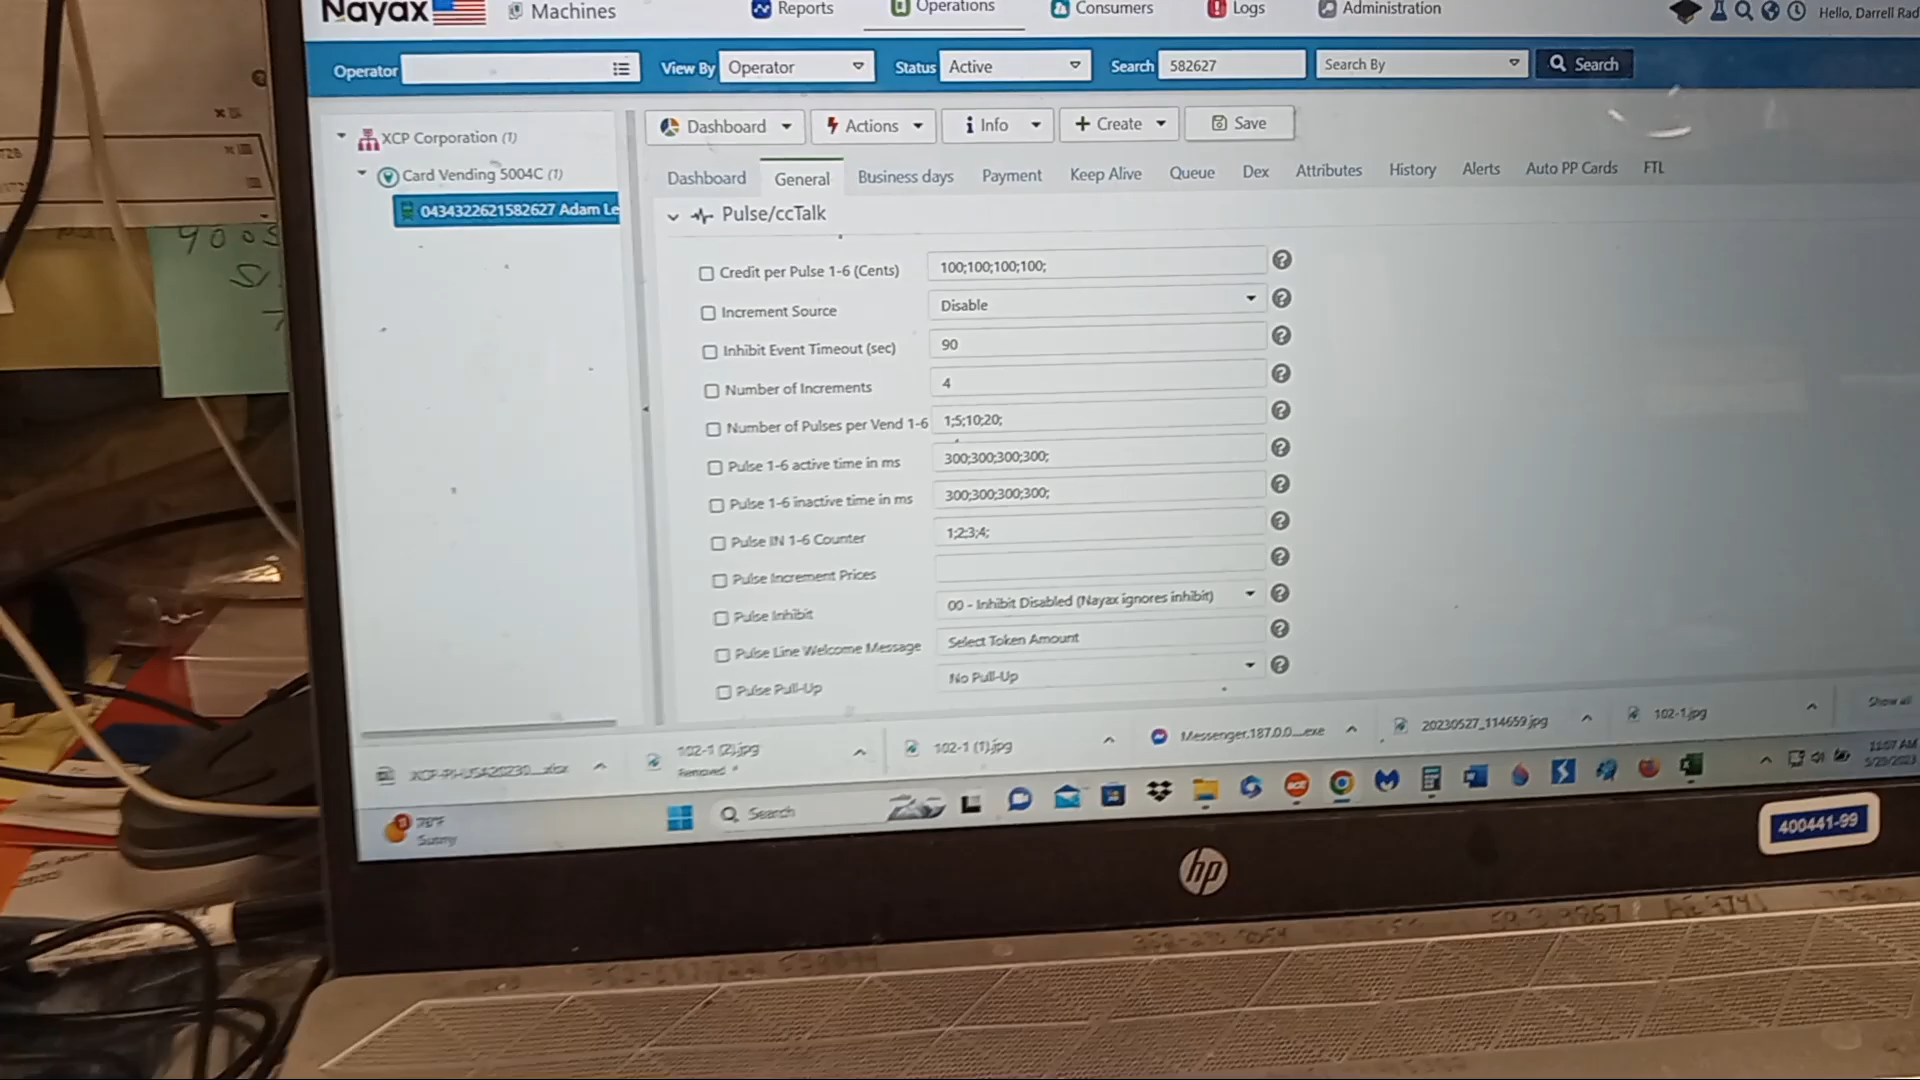 Nayax
Machines
Reports
Operations
Consumers
Logs
Administration
Hello, Darrell Rad
Operator
View By
Operator
Status
Active
Search
582627
Search By
Search
XCP Corporation (1)
Card Vending 5004C (1)
0434322621582627 Adam Le
Dashboard
Actions
Info
Create
Save
Dashboard
General
Business days
Payment
Keep Alive
Queue
Dex
Attributes
History
Alerts
Auto PP Cards
FTL
Pulse/ccTalk
Credit per Pulse 1-6 (Cents)
100;100;100;100;
Increment Source
Disable
Inhibit Event Timeout (sec)
90
Number of Increments
4
Number of Pulses per Vend 1-6
1;5;10;20;
Pulse 1-6 active time in ms
300;300;300;300;
Pulse 1-6 inactive time in ms
300;300;300;300;
Pulse IN 1-6 Counter
1;2;3;4;
Pulse Increment Prices
Pulse Inhibit
00 - Inhibit Disabled (Nayax ignores inhibit)
Pulse Line Welcome Message
Select Token Amount
Pulse Pull-Up
No Pull-Up
102-1 (2).jpg
Removed
102-1 (1).jpg
Messenger.187.0.0....exe
20230527_114659.jpg
102-1.jpg
Show all
78°F
Sunny
Search
11:07 AM
hp
400441-99